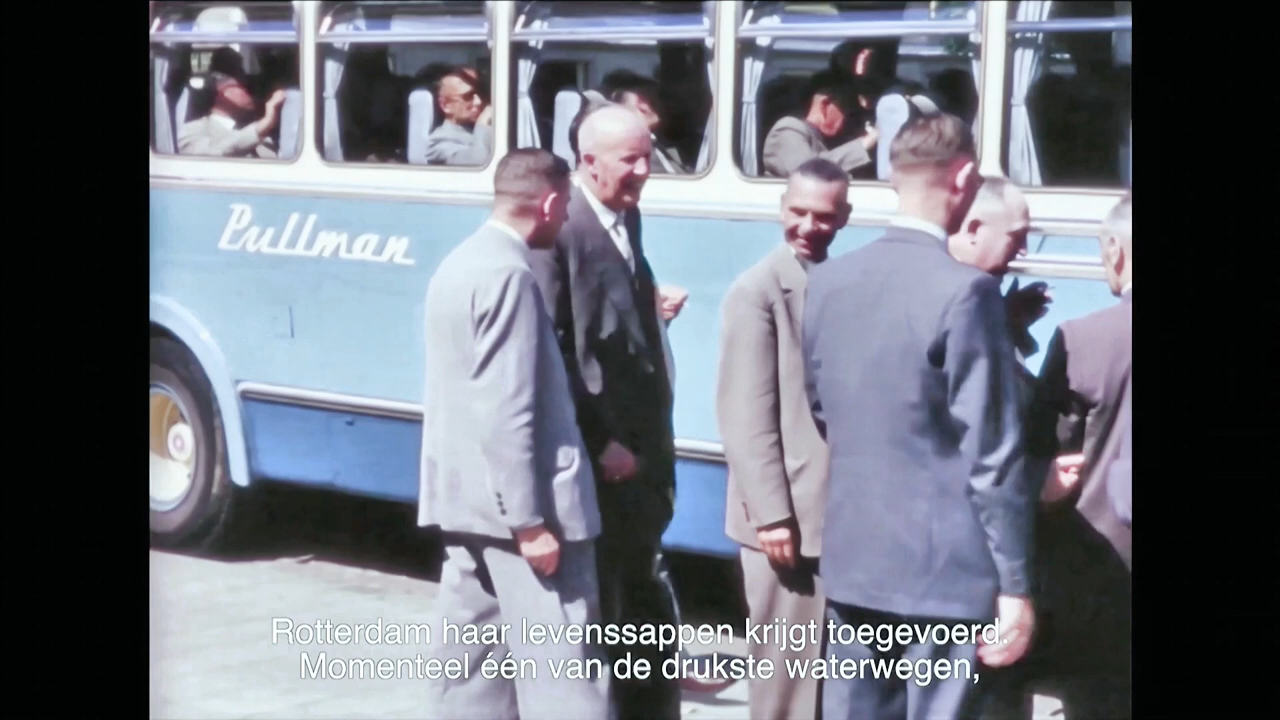 Pullman
Rotterdam haar levenssappen krijgt toegevoerd.
Momenteel één van de drukste waterwegen,